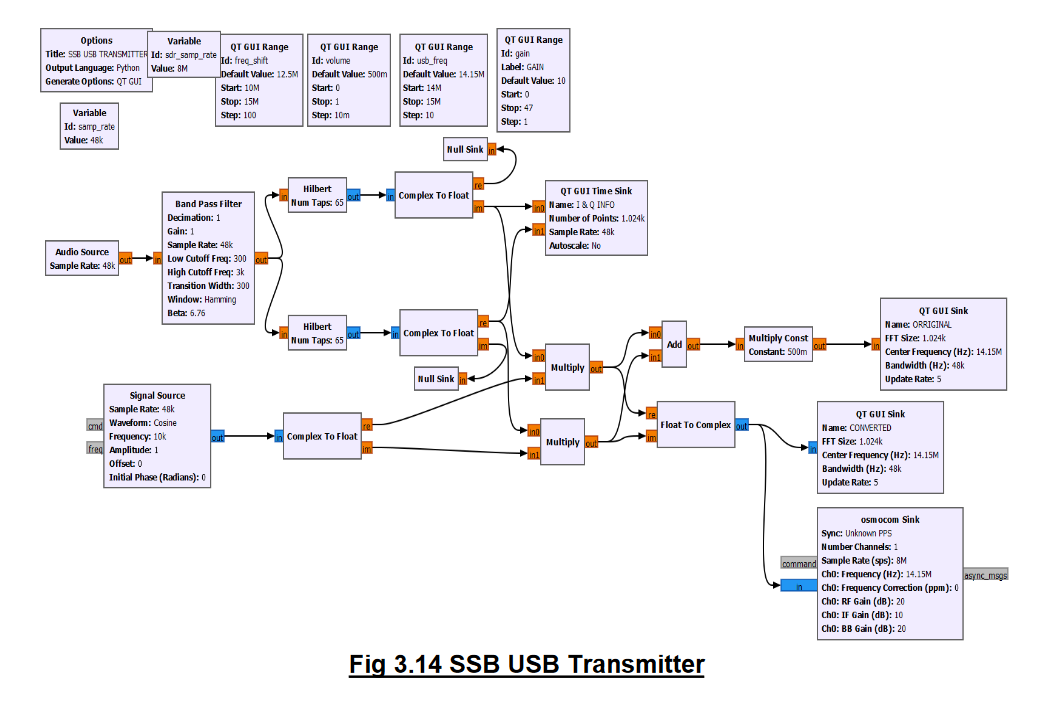 Options
Title: SSB USB TRANSMITTER
Output Language: Python
Generate Options: QT GUI
Variable
Id: sdr_samp_rate
Value: 8M
QT GUI Range
Id: freq_shift
Default Value: 12.5M
Start: 10M
Stop: 15M
Step: 100
QT GUI Range
Id: volume
Default Value: 500m
Start: 0
Stop: 1
Step: 10m
QT GUI Range
Id: usb_freq
Default Value: 14.15M
Start: 14M
Stop: 15M
Step: 10
QT GUI Range
Id: gain
Label: GAIN
Default Value: 10
Start: 0
Stop: 47
Step: 1
Variable
Id: samp_rate
Value: 48k
Null Sink
in
Audio Source
Sample Rate: 48k
out
in
Band Pass Filter
Decimation: 1
Gain: 1
Sample Rate: 48k
Low Cutoff Freq: 300
High Cutoff Freq: 3k
Transition Width: 300
Window: Hamming
Beta: 6.76
out
in
Hilbert
Num Taps: 65
out
in
Complex To Float
re
im
in0
in1
QT GUI Time Sink
Name: I & Q INFO
Number of Points: 1.024k
Sample Rate: 48k
Autoscale: No
in
Hilbert
Num Taps: 65
out
in
Complex To Float
re
im
Null Sink
in
in0
in1
Multiply
out
in0
in1
Add
out
in
Multiply Const
Constant: 500m
out
in
QT GUI Sink
Name: ORRIGINAL
FFT Size: 1.024k
Center Frequency (Hz): 14.15M
Bandwidth (Hz): 48k
Update Rate: 5
cmd
freq
Signal Source
Sample Rate: 48k
Waveform: Cosine
Frequency: 10k
Amplitude: 1
Offset: 0
Initial Phase (Radians): 0
out
in
Complex To Float
re
im
in0
in1
Multiply
out
re
im
Float To Complex
out
in
QT GUI Sink
Name: CONVERTED
FFT Size: 1.024k
Center Frequency (Hz): 14.15M
Bandwidth (Hz): 48k
Update Rate: 5
command
in
osmocom Sink
Sync: Unknown PPS
Number Channels: 1
Sample Rate (sps): 8M
Ch0: Frequency (Hz): 14.15M
Ch0: Frequency Correction (ppm): 0
Ch0: RF Gain (dB): 20
Ch0: IF Gain (dB): 10
Ch0: BB Gain (dB): 20
async_msgs
Fig 3.14 SSB USB Transmitter